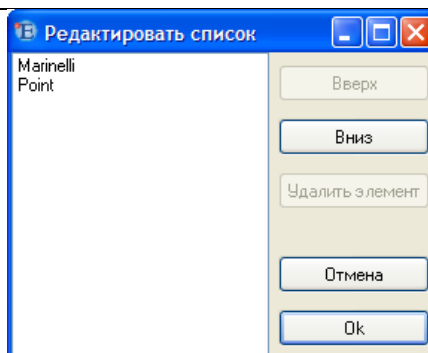 Редактировать список
Marinelli
Point
Вверх
Вниз
Удалить элемент
Отмена
Ok